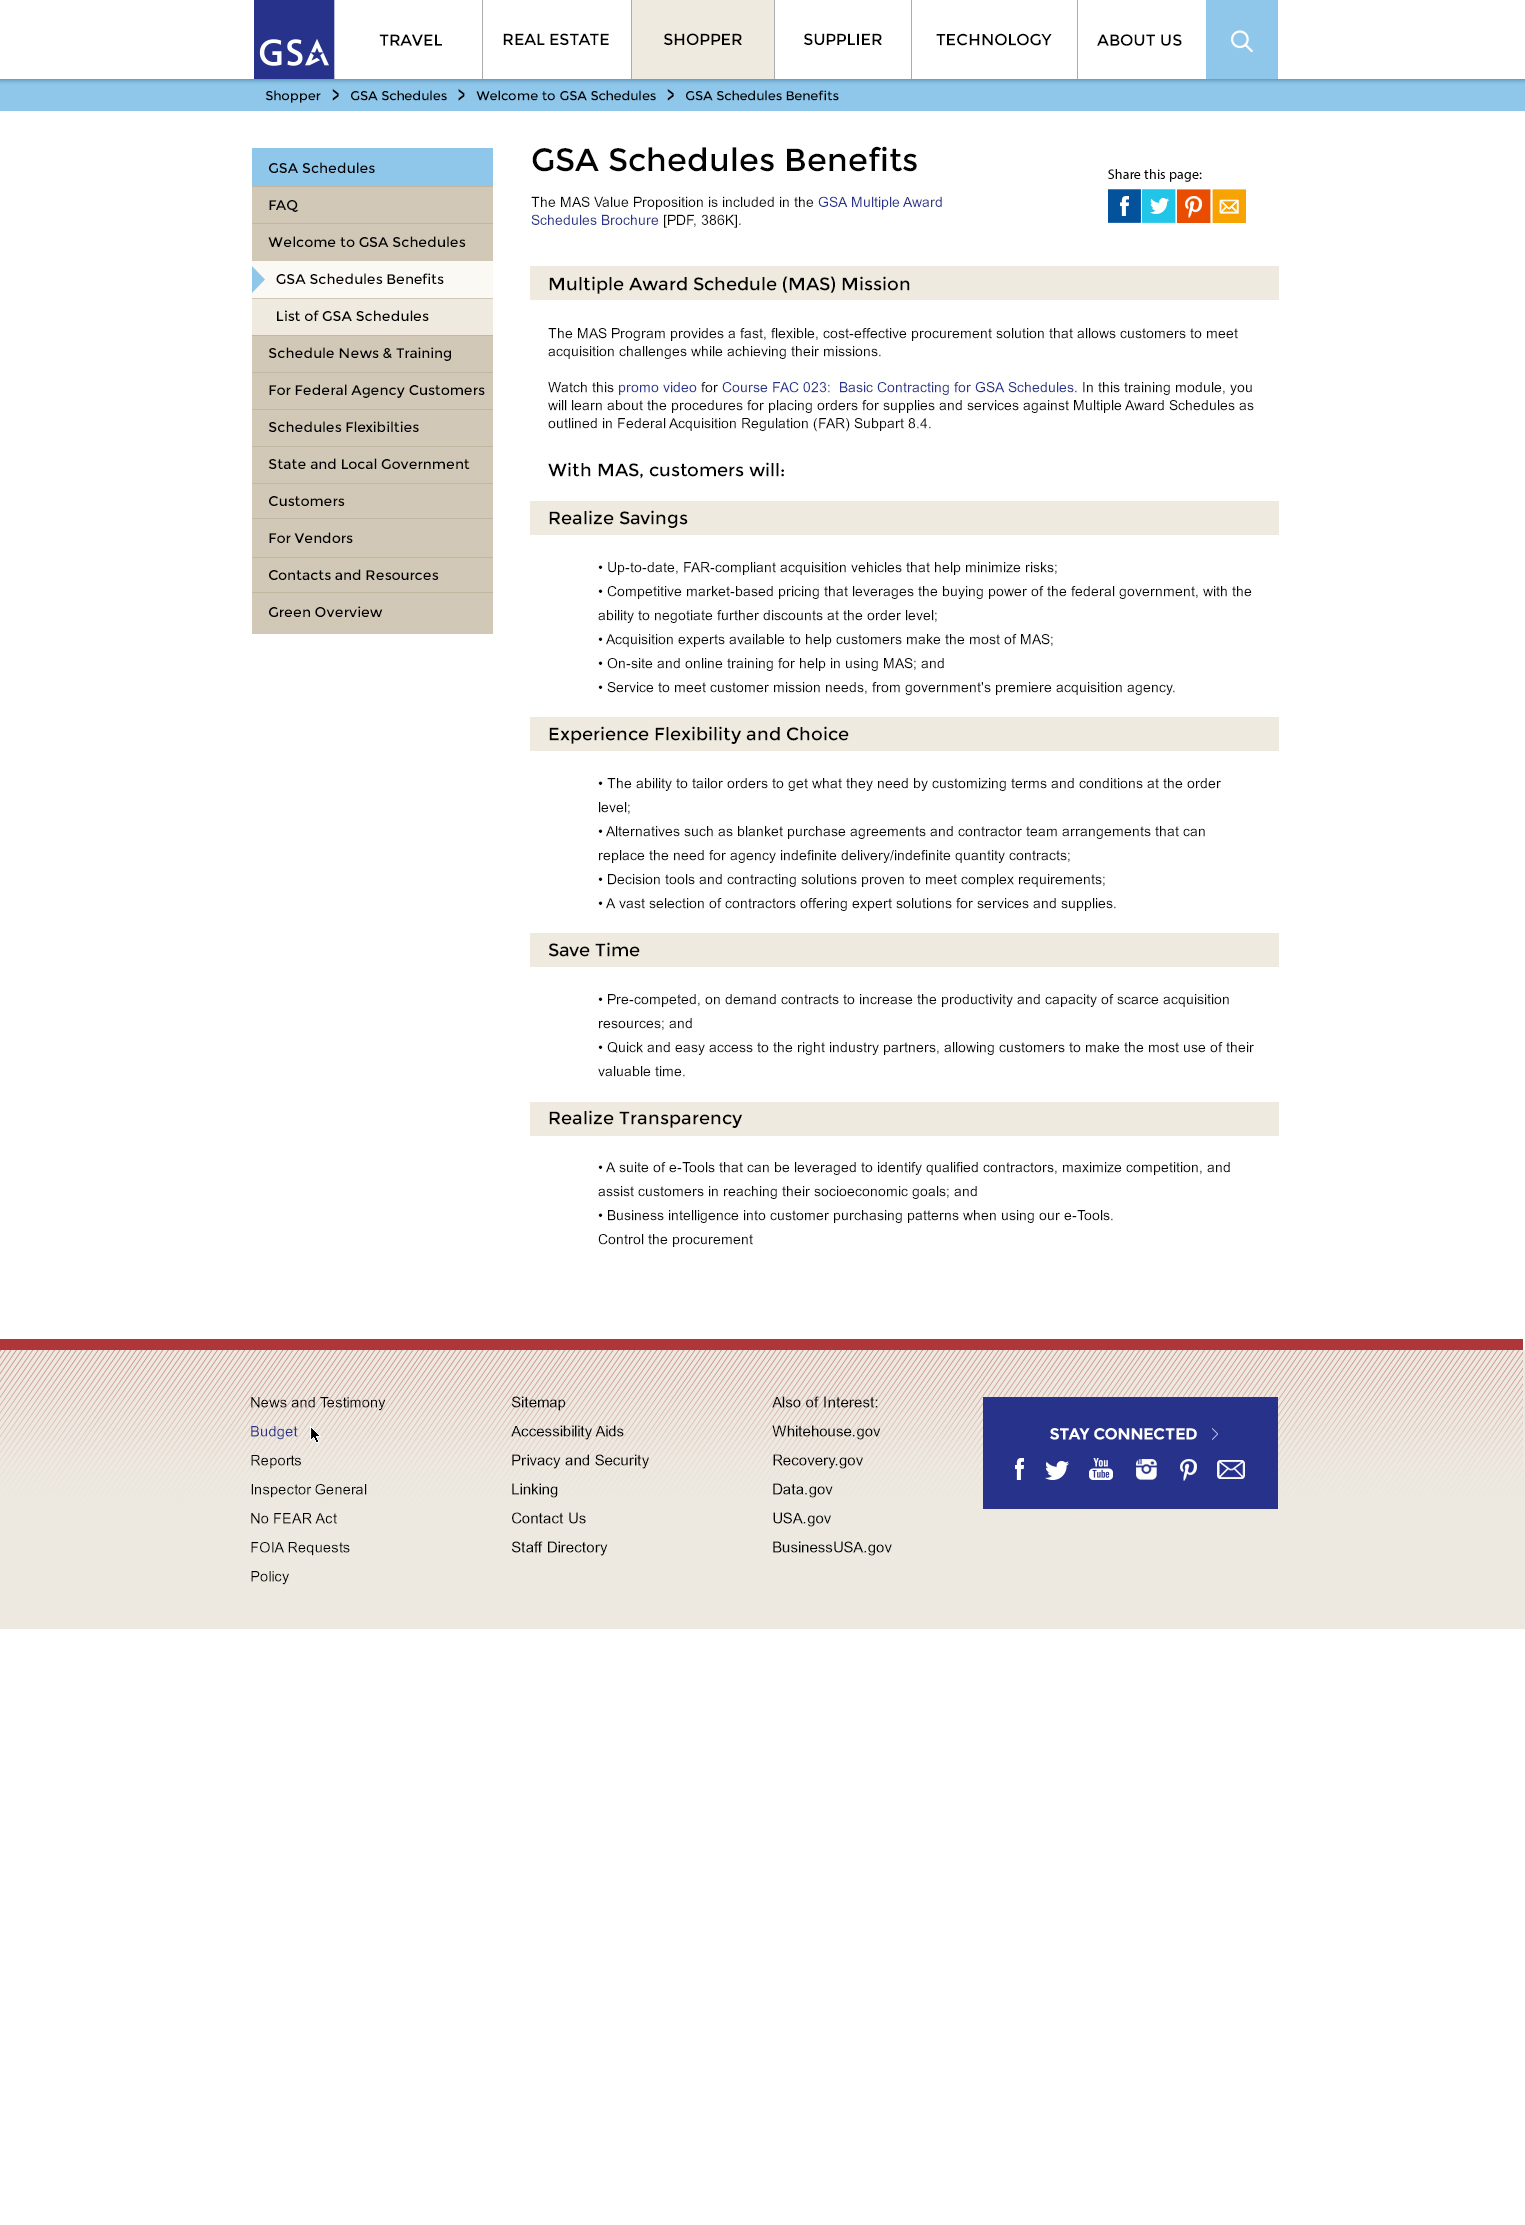 GSA
TRAVEL
REAL ESTATE
SHOPPER
SUPPLIER
TECHNOLOGY
ABOUT US
Shopper > GSA Schedules > Welcome to GSA Schedules > GSA Schedules Benefits
GSA Schedules
FAQ
Welcome to GSA Schedules
GSA Schedules Benefits
List of GSA Schedules
Schedule News & Training
For Federal Agency Customers
Schedules Flexibilties
State and Local Government
Customers
For Vendors
Contacts and Resources
Green Overview
GSA Schedules Benefits
The MAS Value Proposition is included in the GSA Multiple Award
Schedules Brochure [PDF, 386K].
Share this page:
Multiple Award Schedule (MAS) Mission
The MAS Program provides a fast, flexible, cost-effective procurement solution that allows customers to meet
acquisition challenges while achieving their missions.
Watch this promo video for Course FAC 023:  Basic Contracting for GSA Schedules. In this training module, you
will learn about the procedures for placing orders for supplies and services against Multiple Award Schedules as
outlined in Federal Acquisition Regulation (FAR) Subpart 8.4.
With MAS, customers will:
Realize Savings
• Up-to-date, FAR-compliant acquisition vehicles that help minimize risks;
• Competitive market-based pricing that leverages the buying power of the federal government, with the
ability to negotiate further discounts at the order level;
• Acquisition experts available to help customers make the most of MAS;
• On-site and online training for help in using MAS; and
• Service to meet customer mission needs, from government's premiere acquisition agency.
Experience Flexibility and Choice
• The ability to tailor orders to get what they need by customizing terms and conditions at the order
level;
• Alternatives such as blanket purchase agreements and contractor team arrangements that can
replace the need for agency indefinite delivery/indefinite quantity contracts;
• Decision tools and contracting solutions proven to meet complex requirements;
• A vast selection of contractors offering expert solutions for services and supplies.
Save Time
• Pre-competed, on demand contracts to increase the productivity and capacity of scarce acquisition
resources; and
• Quick and easy access to the right industry partners, allowing customers to make the most use of their
valuable time.
Realize Transparency
• A suite of e-Tools that can be leveraged to identify qualified contractors, maximize competition, and
assist customers in reaching their socioeconomic goals; and
• Business intelligence into customer purchasing patterns when using our e-Tools.
Control the procurement
News and Testimony
Budget
Reports
Inspector General
No FEAR Act
FOIA Requests
Policy
Sitemap
Accessibility Aids
Privacy and Security
Linking
Contact Us
Staff Directory
Also of Interest:
Whitehouse.gov
Recovery.gov
Data.gov
USA.gov
BusinessUSA.gov
STAY CONNECTED
You
Tube